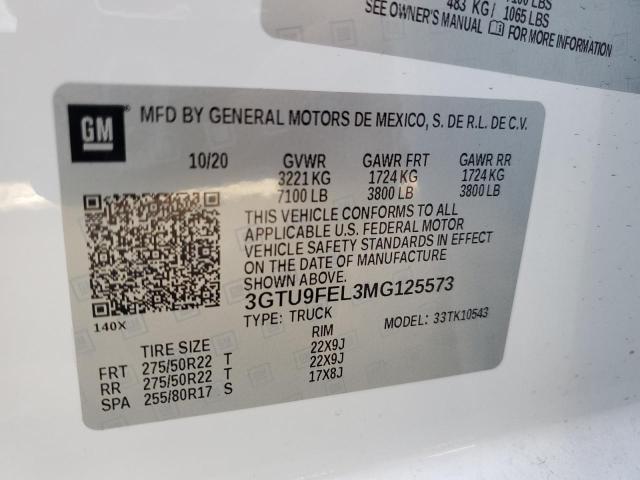 483 KG/ 1065 LBS
SEE OWNER'S MANUAL FOR MORE INFORMATION
GM
MFD BY GENERAL MOTORS DE MEXICO, S. DE R.L. DE C.V.
10/20 GVWR GAWR FRT GAWR RR
3221 KG 1724 KG 1724 KG
7100 LB 3800 LB 3800 LB
THIS VEHICLE CONFORMS TO ALL
APPLICABLE U.S. FEDERAL MOTOR
VEHICLE SAFETY STANDARDS IN EFFECT
ON THE DATE OF MANUFACTURE
SHOWN ABOVE.
3GTU9FEL3MG125573
140X
TYPE: TRUCK MODEL: 33TK10543
TIRE SIZE RIM
FRT 275/50R22 T 22X9J
RR 275/50R22 T 22X9J
SPA 255/80R17 S 17X8J